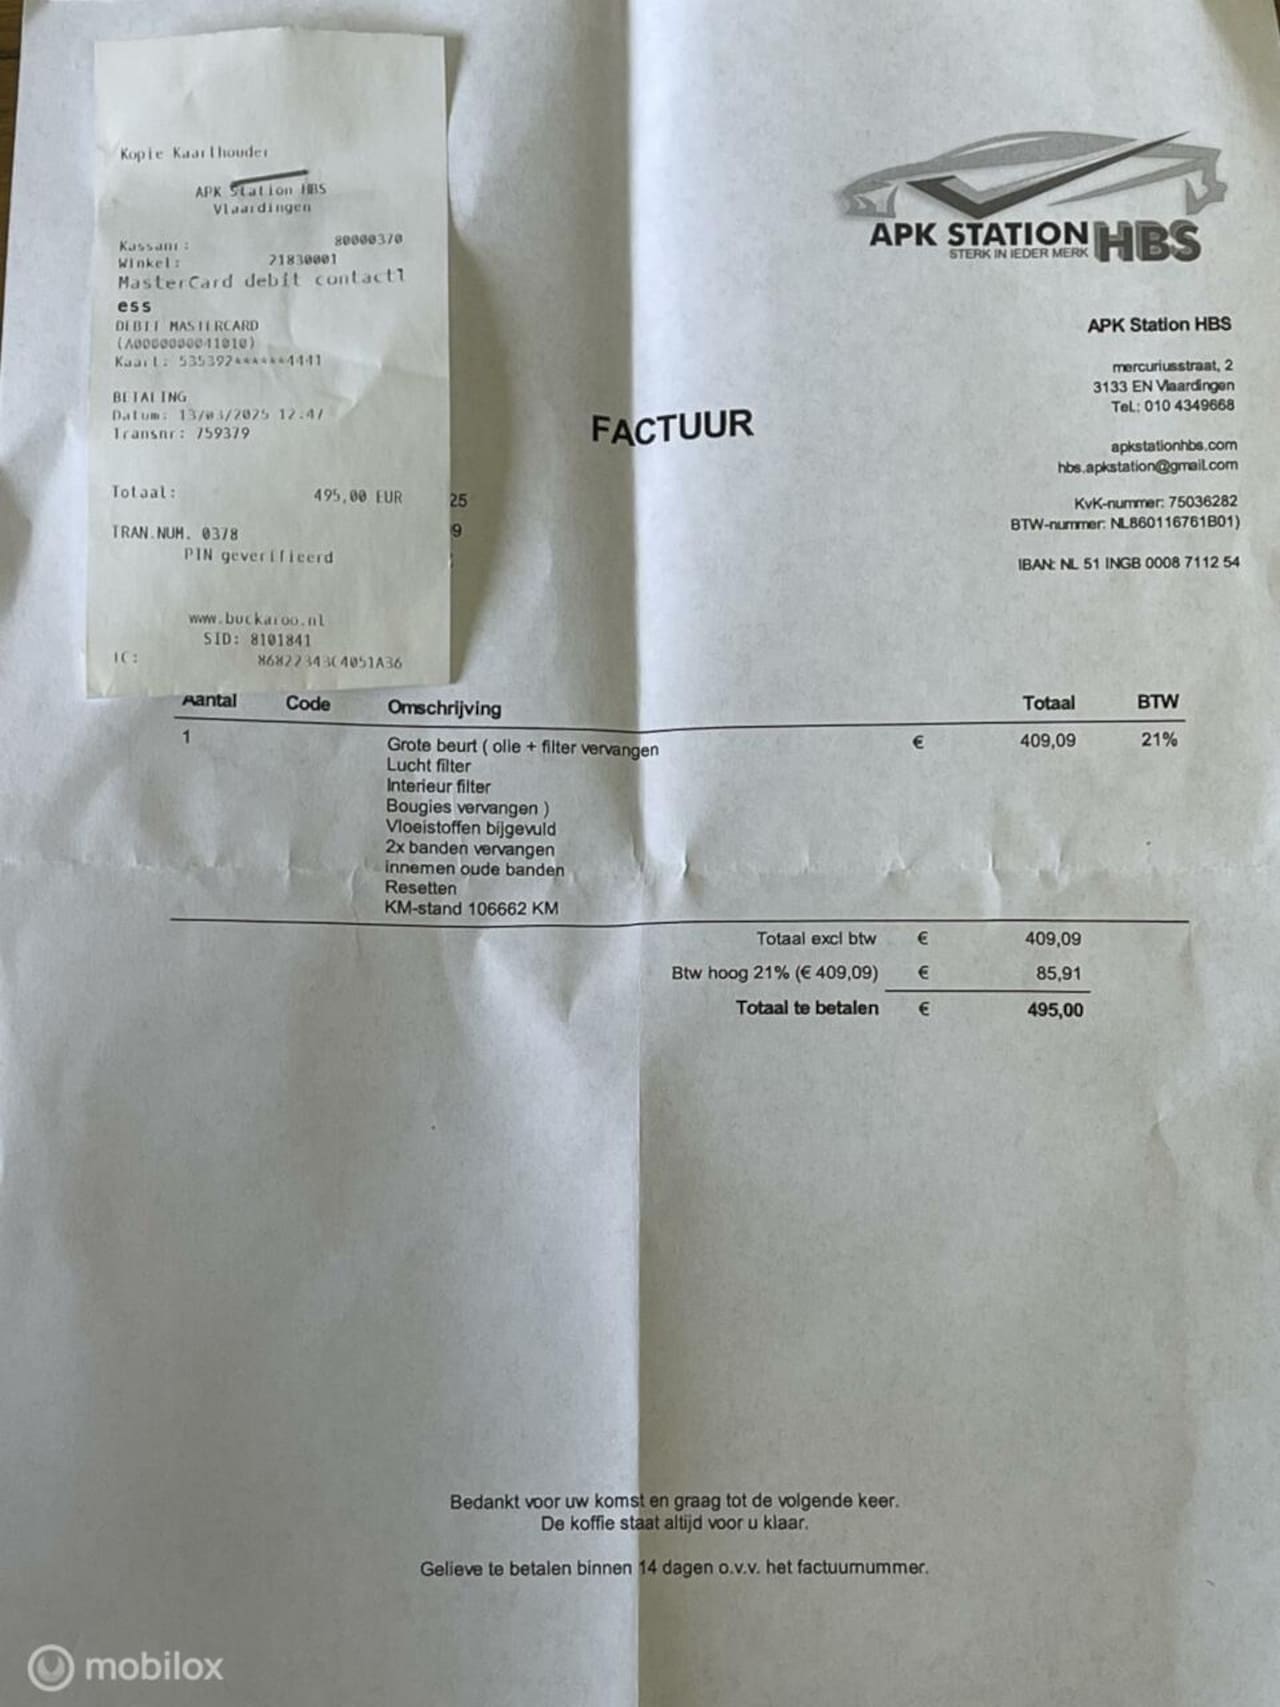 Kopie Kaarthouder
APK Station HBS
Vlaardingen
Kassanr: 80000370
Winkel: 21830001
MasterCard debit contactl
ess
DEBIT MASTERCARD
(A0000000041010)
Kaart: 535392******4441
BETALING
Datum: 13/03/2025 12:47
Transnr: 759379
Totaal: 495,00 EUR
TRAN.NUM. 0378
PIN geverifieerd
www.buckaroo.nl
SID: 8101841
IC: 86822343C4051A36
APK STATION HBS
STERK IN IEDER MERK
APK Station HBS
mercuriusstraat, 2
3133 EN Vlaardingen
Tel.: 010 4349668
apkstationhbs.com
hbs.apkstation@gmail.com
KvK-nummer: 75036282
BTW-nummer: NL860116761B01)
IBAN: NL 51 INGB 0008 7112 54
FACTUUR
25
9
Aantal Code Omschrijving Totaal BTW
1 Grote beurt ( olie + filter vervangen € 409,09 21%
Lucht filter
Interieur filter
Bougies vervangen )
Vloeistoffen bijgevuld
2x banden vervangen
innemen oude banden
Resetten
KM-stand 106662 KM
Totaal excl btw € 409,09
Btw hoog 21% (€ 409,09) € 85,91
Totaal te betalen € 495,00
Bedankt voor uw komst en graag tot de volgende keer.
De koffie staat altijd voor u klaar.
Gelieve te betalen binnen 14 dagen o.v.v. het factuurnummer.
mobilox